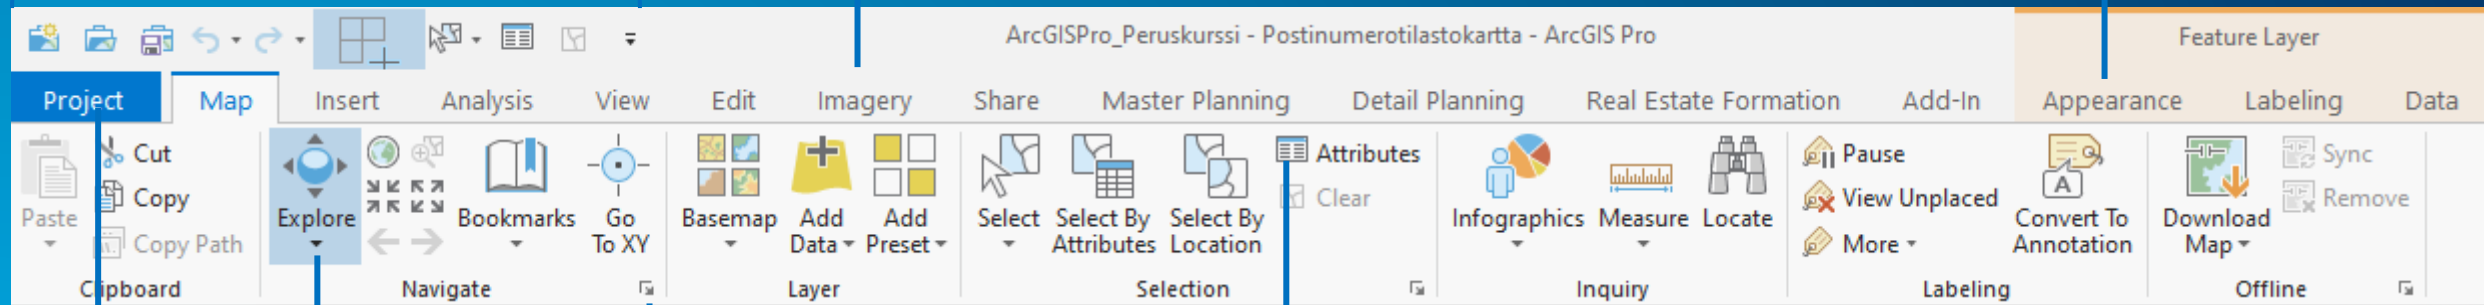 ArcGISPro_Peruskurssi - Postinumerotilastokartta - ArcGIS Pro
Feature Layer
Project Map Insert Analysis View Edit Imagery Share Master Planning Detail Planning Real Estate Formation Add-In Appearance Labeling Data
Paste
Cut
Copy
Copy Path
Clipboard
Explore
Bookmarks
Go
To XY
Navigate
Basemap
Add
Data
Add
Preset
Layer
Select
Select By
Attributes
Select By
Location
Attributes
Clear
Selection
Infographics
Measure
Locate
Inquiry
Pause
View Unplaced
More
Convert To
Annotation
Labeling
Download
Map
Sync
Remove
Offline